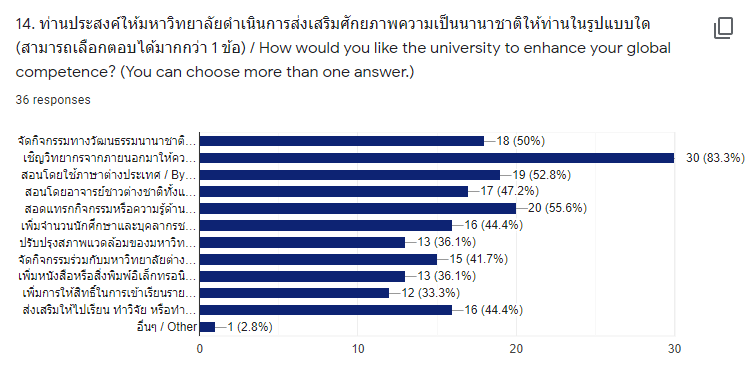 14. ท่านประสงค์ให้มหาวิทยาลัยดำเนินการส่งเสริมศักยภาพความเป็นนานาชาติให้ท่านในรูปแบบใด
(สามารถเลือกตอบได้มากกว่า 1 ข้อ) / How would you like the university to enhance your global
competence? (You can choose more than one answer.)
36 responses
จัดกิจกรรมทางวัฒนธรรมนานาชาติ... 18 (50%)
เชิญวิทยากรจากภายนอกมาให้คว... 30 (83.3%)
สอนโดยใช้ภาษาต่างประเทศ / By... 19 (52.8%)
สอนโดยอาจารย์ชาวต่างชาติทั้งแ... 17 (47.2%)
สอดแทรกกิจกรรมหรือความรู้ด้าน... 20 (55.6%)
เพิ่มจำนวนนักศึกษาและบุคลากรช... 16 (44.4%)
ปรับปรุงสภาพแวดล้อมของมหาวิท... 13 (36.1%)
จัดกิจกรรมร่วมกับมหาวิทยาลัยต่าง... 15 (41.7%)
เพิ่มหนังสือหรือสิ่งพิมพ์อิเล็กทรอนิ... 13 (36.1%)
เพิ่มการให้สิทธิ์ในการเข้าเรียนราย... 12 (33.3%)
ส่งเสริมให้ไปเรียน ทำวิจัย หรือทำ... 16 (44.4%)
อื่นๆ / Other 1 (2.8%)
0 10 20 30